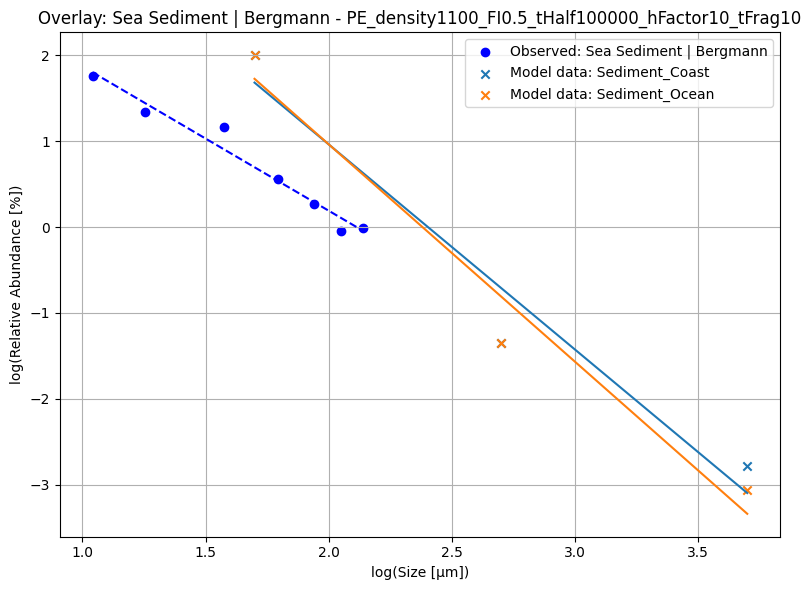 Overlay: Sea Sediment | Bergmann - PE_density1100_FI0.5_tHalf100000_hFactor10_tFrag10
Observed: Sea Sediment | Bergmann
Model data: Sediment_Coast
Model data: Sediment_Ocean
log(Relative Abundance [%])
2
1
0
−1
−2
−3
1.0 1.5 2.0 2.5 3.0 3.5
log(Size [μm])